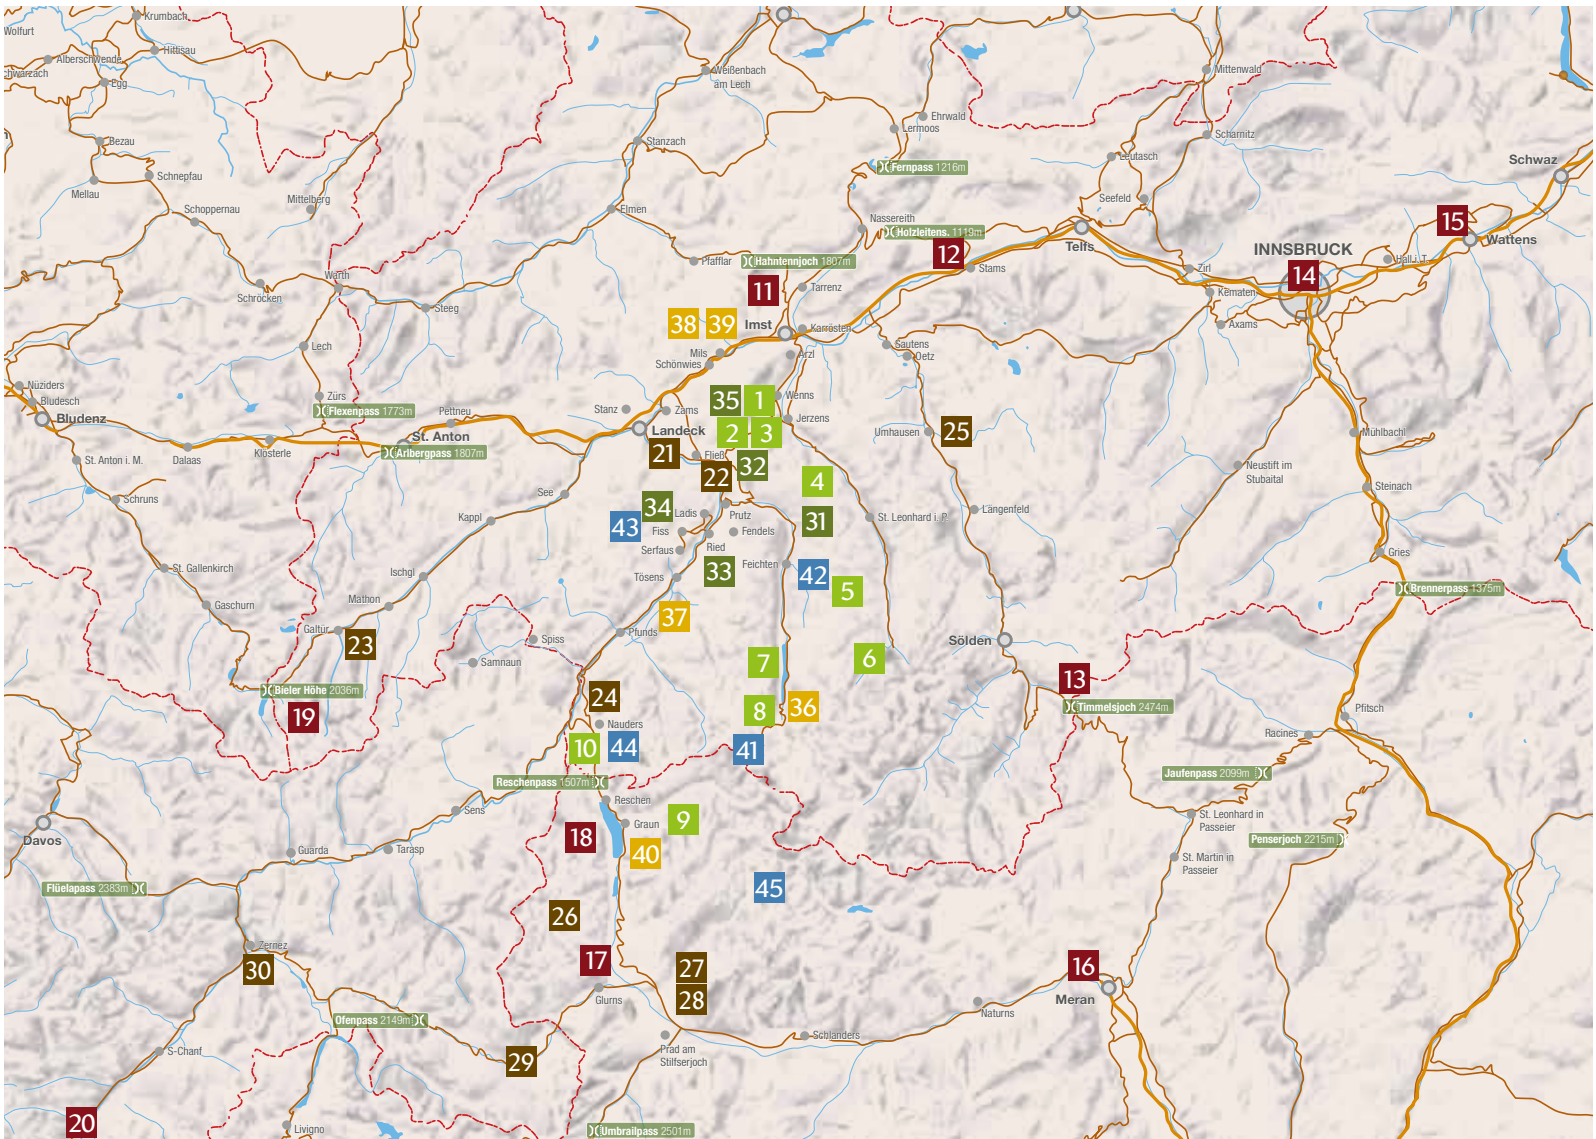 Krumbach
Wolfurt
Hittisau
Alberschwende
chwarzach
Egg
Weißenbach
am Lech
Mittenwald
Ehrwald
Lermoos
Scharnitz
Bezau
Stanzach
Leutasch
Schwaz
Fernpass 1216m
Schnepfau
Mellau
Mittelberg
Seefeld
Schoppernau
Elmen
Nassereith
15
Holzleitens. 1119m
Wattens
Telfs
INNSBRUCK
12
Hall i. T.
Pfafflar
Hahntennjoch 1807m
Stams
Zirl
14
Warth
Schröcken
11
Tarrenz
Kematen
Steeg
38
39
Imst
Karrösten
Axams
Lech
Sautens
Mils
Arzl
Oetz
Schönwies
Nüziders
Bludesch
Zürs
35
1
Wenns
Flexenpass 1773m
Pettneu
Stanz
Zams
Bludenz
Jerzens
St. Anton
Landeck
2
3
Umhausen
25
Mühlbachl
Arlbergpass 1807m
Klösterle
Dalaas
St. Anton i. M.
21
Fließ
32
Neustift im
Stubaital
22
4
Steinach
See
Schruns
34
Ladis
Prutz
Längenfeld
Kappl
43
Fiss
Fendels
31
St. Leonhard i. P.
Ried
Serfaus
Gries
St. Gallenkirch
33
Feichten
42
Ischgl
Tösens
Brennerpass 1375m
5
Mathon
Gaschurn
37
Galtür
Pfunds
23
Spiss
Sölden
Samnaun
7
6
13
Bieler Höhe 2036m
24
19
8
36
Timmelsjoch 2474m
Pfitsch
Nauders
Racines
10
44
41
Reschenpass 1507m
Jaufenpass 2099m
Reschen
Sens
St. Leonhard in
Passeier
Graun
9
Davos
18
Penserjoch 2215m
Guarda
Tarasp
40
St. Martin in
Passeier
Flüelapass 2383m
45
26
Zernez
17
27
16
30
28
Glurns
Meran
Naturns
Ofenpass 2149m
Schlanders
S-Chanf
29
Prad am
Stilfserjoch
20
Livigno
Umbrailpass 2501m